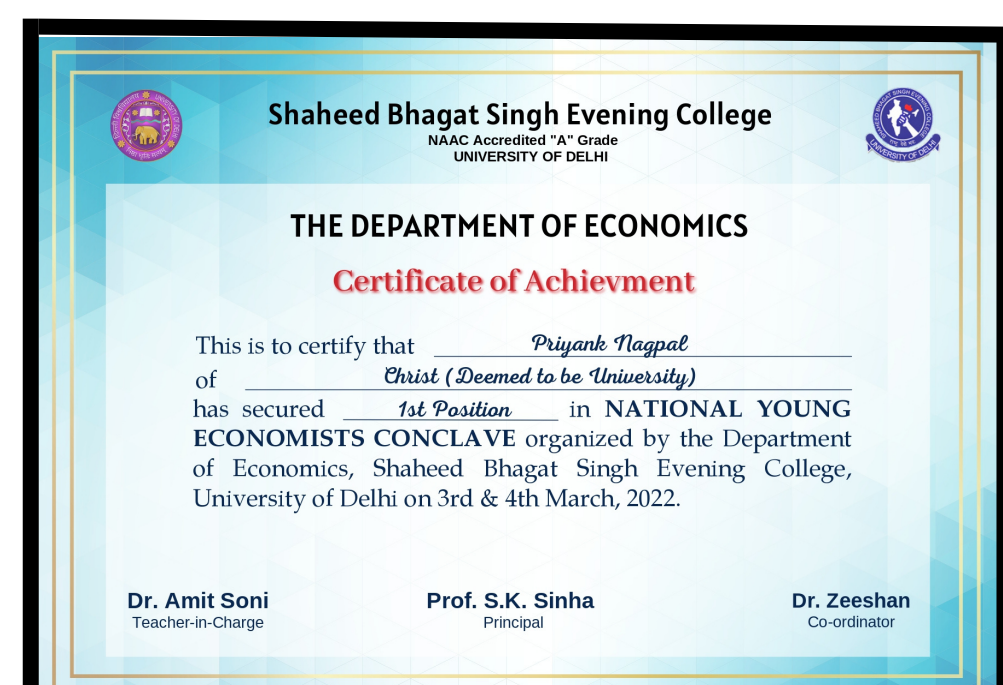 Shaheed Bhagat Singh Evening College
NAAC Accredited "A" Grade
UNIVERSITY OF DELHI
THE DEPARTMENT OF ECONOMICS
Certificate of Achievment
This is to certify that Priyank Nagpal
of Christ (Deemed to be University)
has secured 1st Position in NATIONAL YOUNG
ECONOMISTS CONCLAVE organized by the Department
of Economics, Shaheed Bhagat Singh Evening College,
University of Delhi on 3rd & 4th March, 2022.
Dr. Amit Soni Prof. S.K. Sinha Dr. Zeeshan
Teacher-in-Charge Principal Co-ordinator